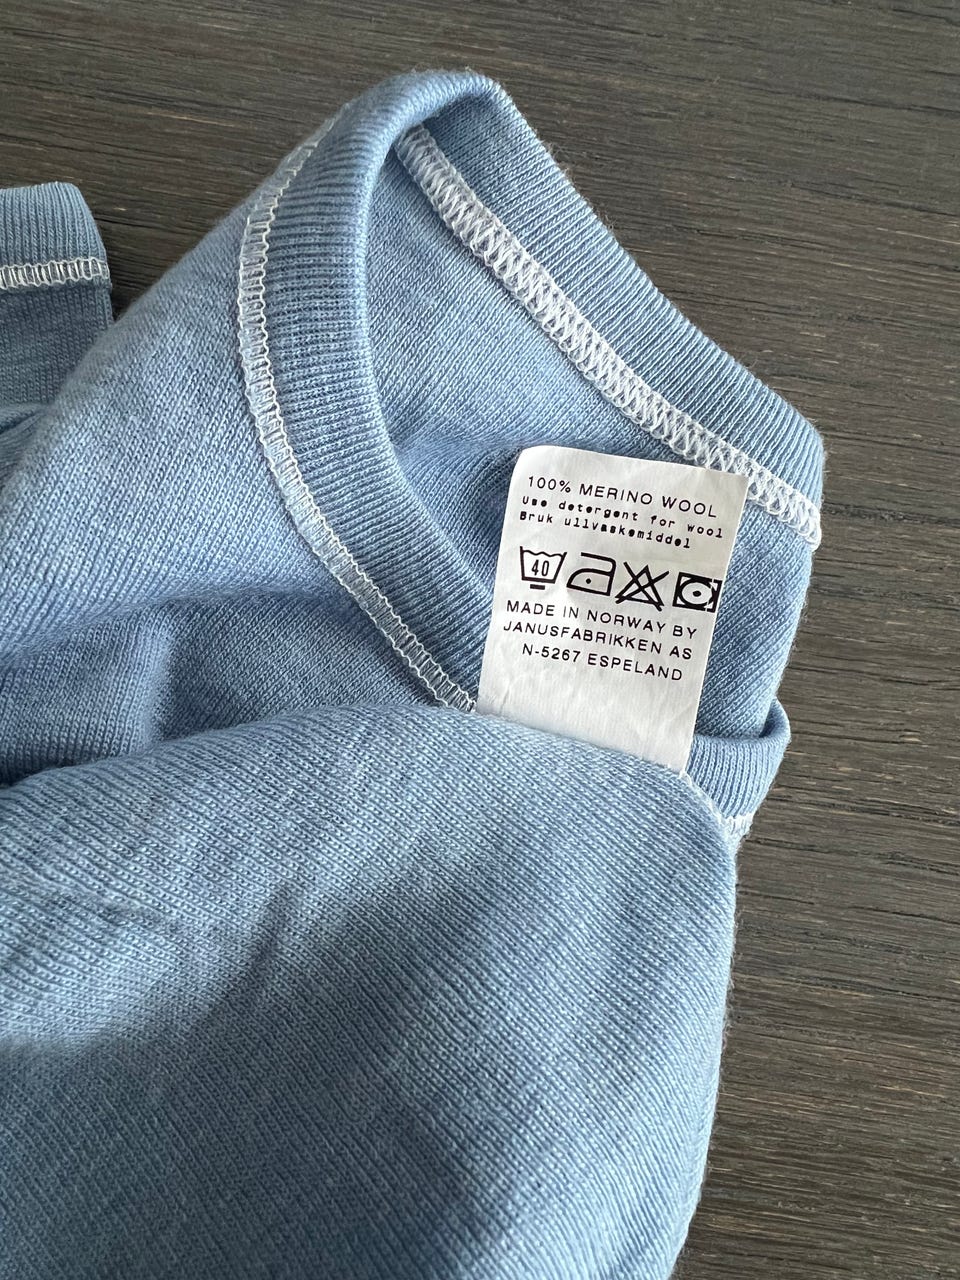 100% MERINO WOOL
Use detergent for wool
Bruk ullvaskemiddel
40
MADE IN NORWAY BY
JANUSFABRIKKEN AS
N-5267 ESPELAND